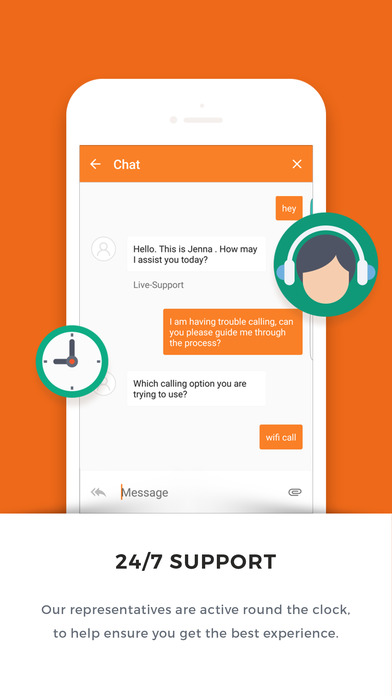 Chat
hey
Hello. This is Jenna . How may
I assist you today?
Live-Support
I am having trouble calling, can
you please guide me through
the process?
Which calling option you are
trying to use?
wifi call
Message
24/7 SUPPORT
Our representatives are active round the clock,
to help ensure you get the best experience.